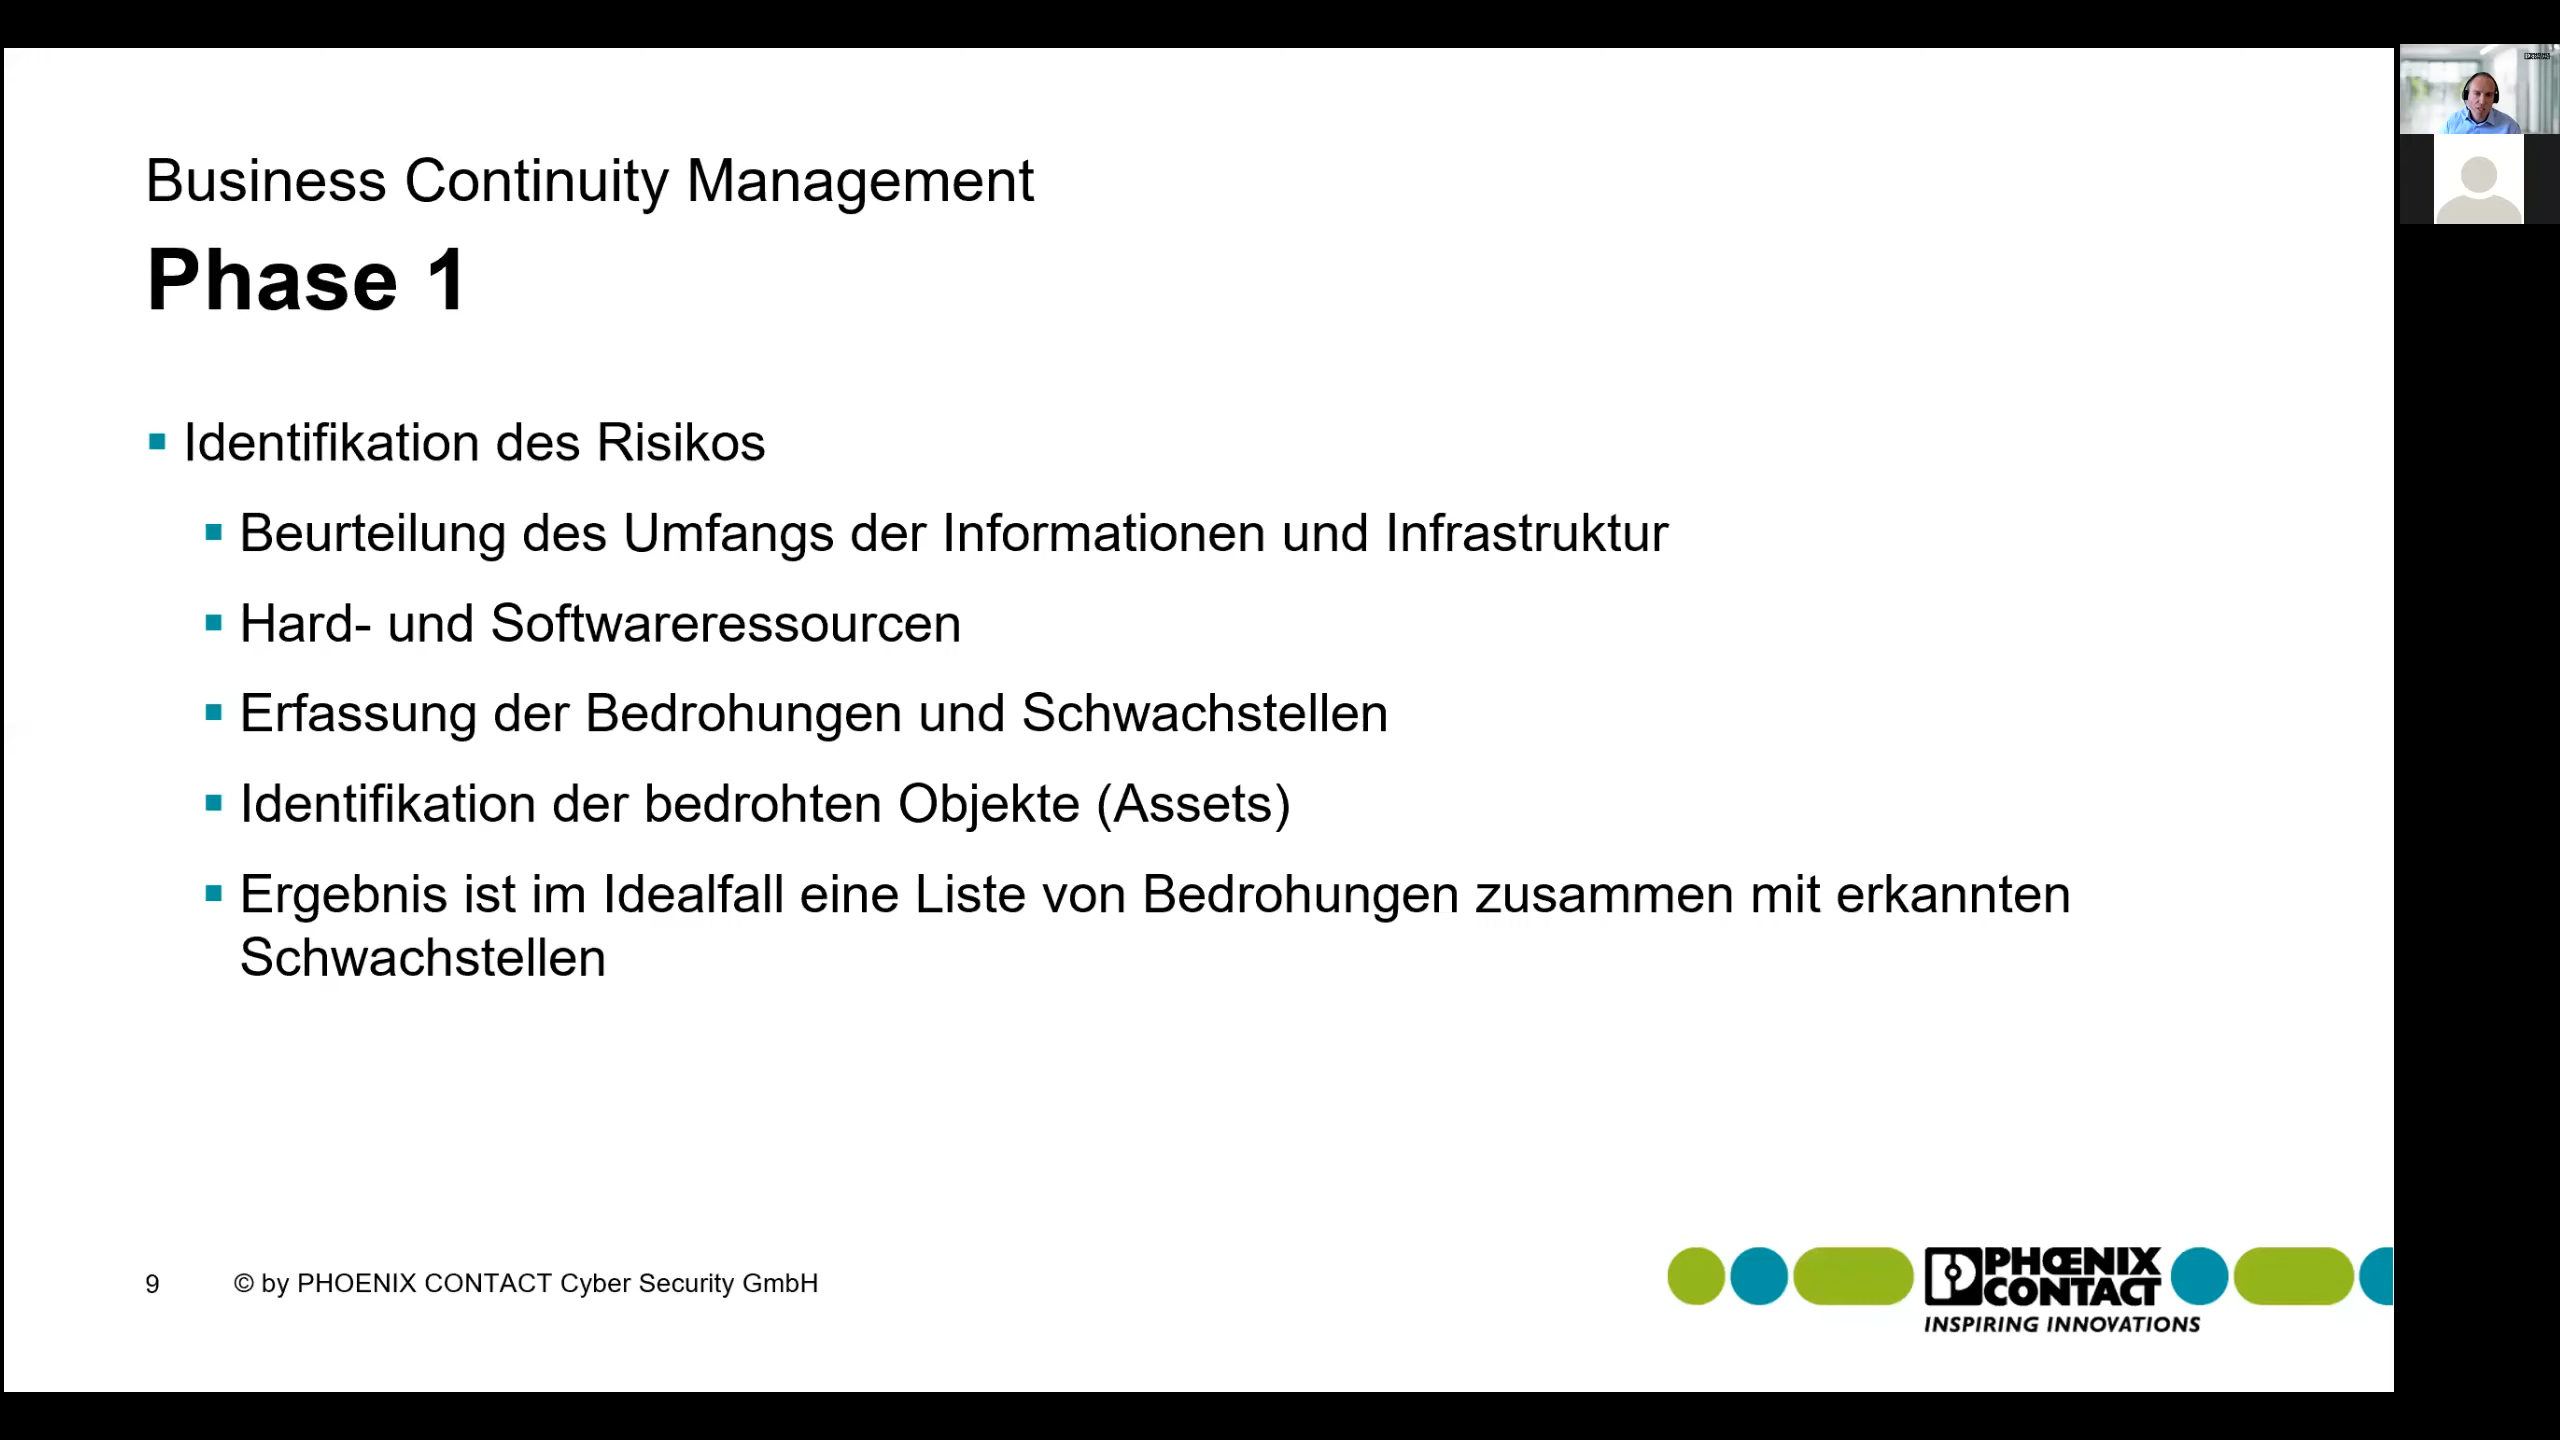 Business Continuity Management
Phase 1
Identifikation des Risikos
Beurteilung des Umfangs der Informationen und Infrastruktur
Hard- und Softwareressourcen
Erfassung der Bedrohungen und Schwachstellen
Identifikation der bedrohten Objekte (Assets)
Ergebnis ist im Idealfall eine Liste von Bedrohungen zusammen mit erkannten
Schwachstellen
9 © by PHOENIX CONTACT Cyber Security GmbH
PHŒNIX
CONTACT
INSPIRING INNOVATIONS